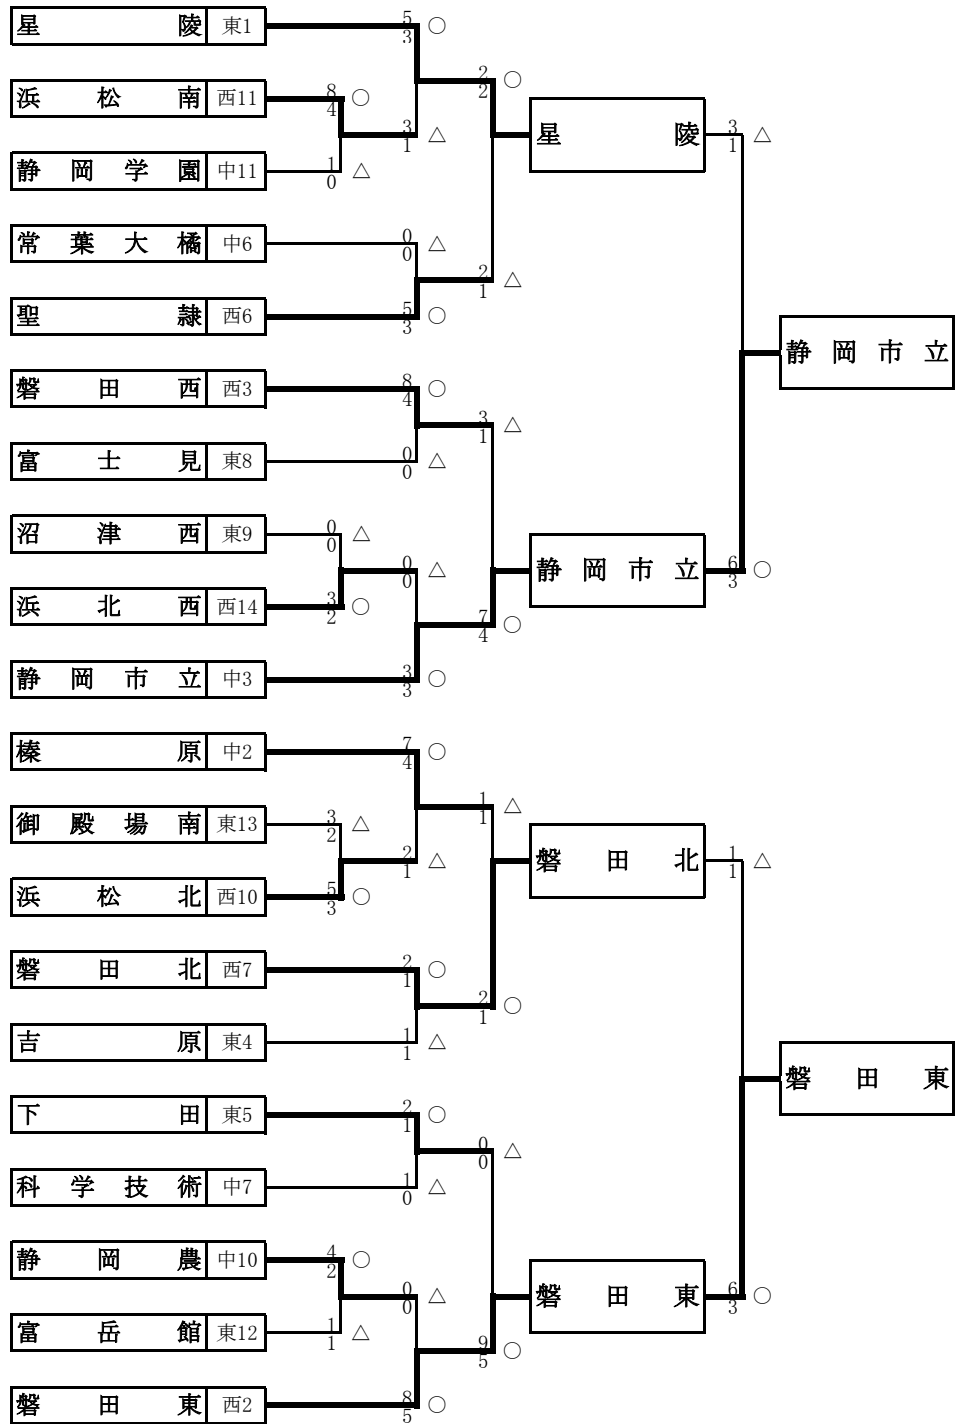 星陵 東1
5
3 ○
2
2 ○
浜松南 西11
8
4 ○
星陵
3
1 △
3
1 △
静岡学園 中11
1
0 △
常葉大橘 中6
0
0 △
2
1 △
聖隷 西6
5
3 ○
静岡市立
磐田西 西3
8
4 ○
3
1 △
富士見 東8
0
0 △
沼津西 東9
0
0 △
0
0 △
静岡市立
6
3 ○
浜北西 西14
3
2 ○
7
4 ○
静岡市立 中3
3
3 ○
榛原 中2
7
4 ○
1
1 △
御殿場南 東13
3
2 △
2
1 △
磐田北
1
1 △
浜松北 西10
5
3 ○
磐田北 西7
2
1 ○
2
1 ○
吉原 東4
1
1 △
磐田東
下田 東5
2
1 ○
0
0 △
科学技術 中7
1
0 △
静岡農 中10
4
2 ○
0
0 △
磐田東
6
3 ○
富岳館 東12
1
1 △
9
5 ○
磐田東 西2
8
5 ○